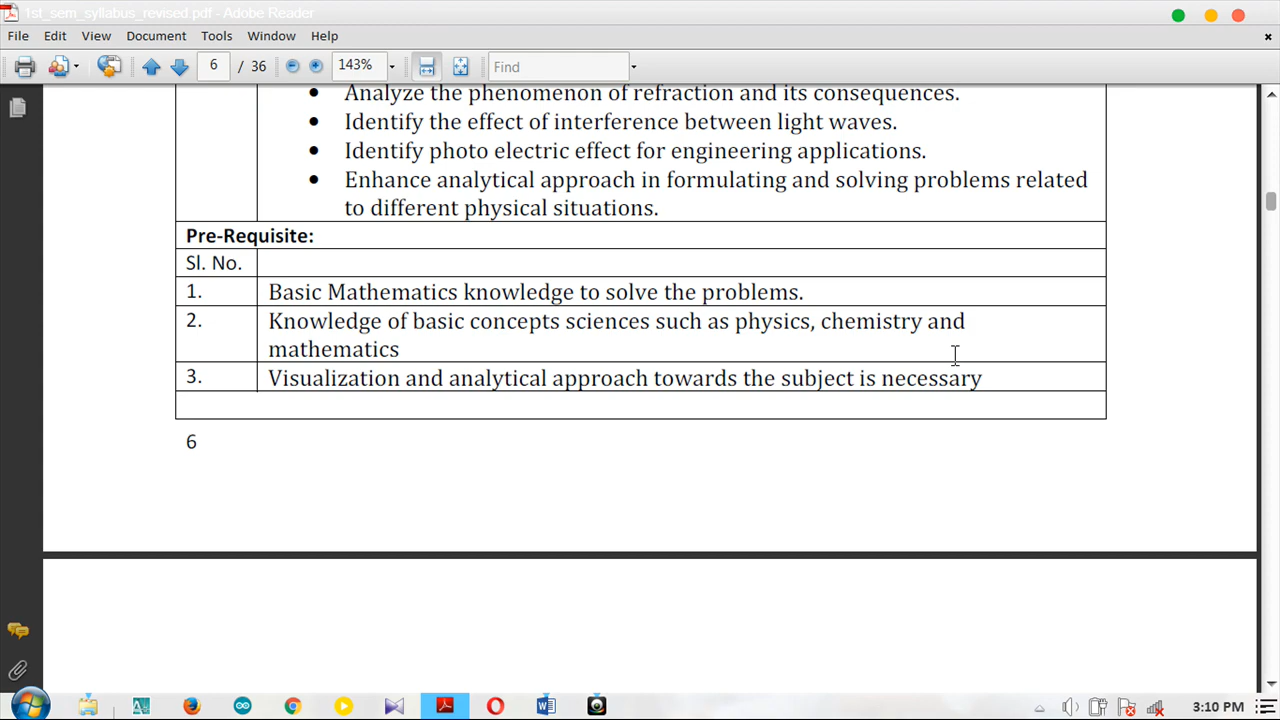 1st_sem_syllabus_revised.pdf - Adobe Reader
File Edit View Document Tools Window Help
6 / 36 143% Find
Analyze the phenomenon of refraction and its consequences.
Identify the effect of interference between light waves.
Identify photo electric effect for engineering applications.
Enhance analytical approach in formulating and solving problems related
to different physical situations.
Pre-Requisite:
Sl. No.
1. Basic Mathematics knowledge to solve the problems.
2. Knowledge of basic concepts sciences such as physics, chemistry and
mathematics
3. Visualization and analytical approach towards the subject is necessary
6
3:10 PM